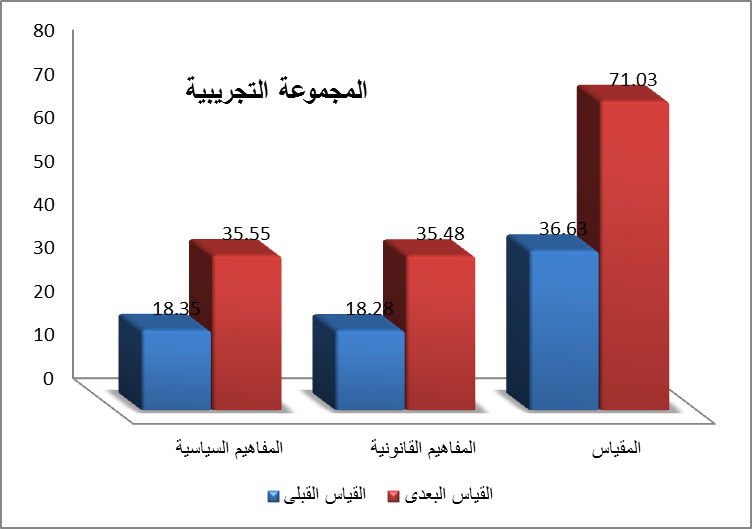 80
70
60
50
40
30
20
10
0
المجموعة التجريبية
18.35
35.55
18.28
35.48
36.63
71.03
المفاهيم السياسية
المفاهيم القانونية
المقياس
القياس القبلى
القياس البعدى